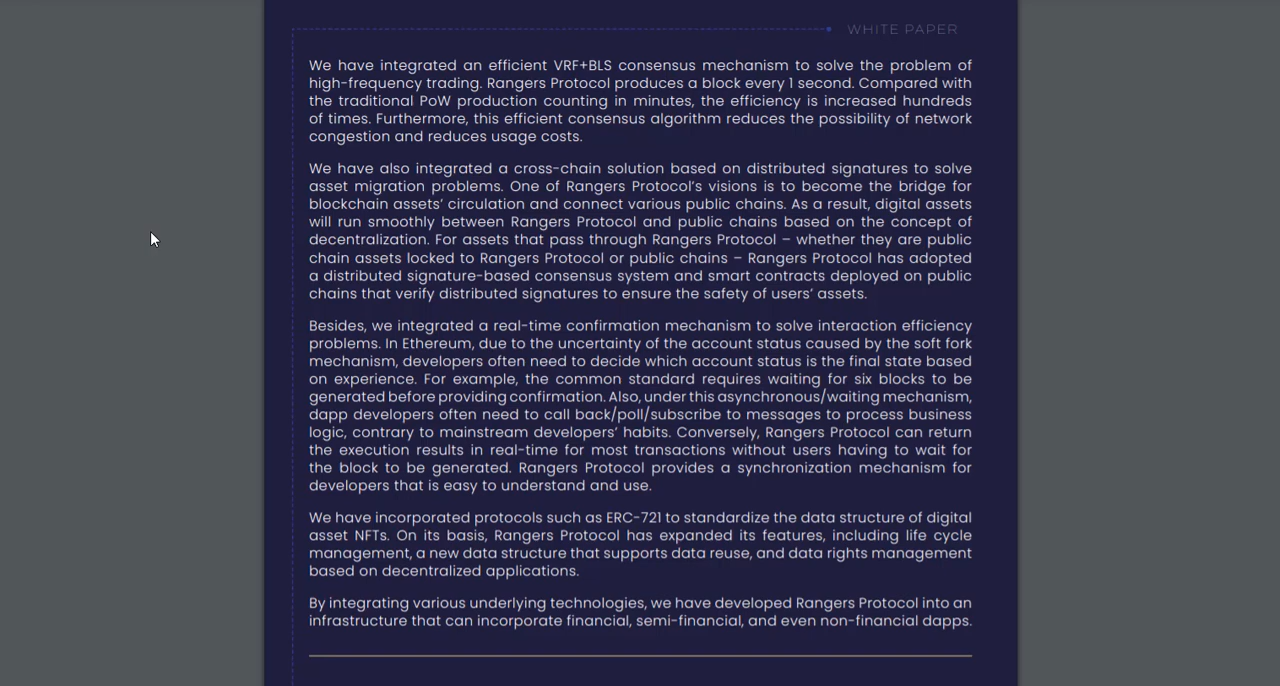 WHITE PAPER
We have integrated an efficient VRF+BLS consensus mechanism to solve the problem of
high-frequency trading. Rangers Protocol produces a block every 1 second. Compared with
the traditional PoW production counting in minutes, the efficiency is increased hundreds
of times. Furthermore, this efficient consensus algorithm reduces the possibility of network
congestion and reduces usage costs.
We have also integrated a cross-chain solution based on distributed signatures to solve
asset migration problems. One of Rangers Protocol's visions is to become the bridge for
blockchain assets' circulation and connect various public chains. As a result, digital assets
will run smoothly between Rangers Protocol and public chains based on the concept of
decentralization. For assets that pass through Rangers Protocol – whether they are public
chain assets locked to Rangers Protocol or public chains – Rangers Protocol has adopted
a distributed signature-based consensus system and smart contracts deployed on public
chains that verify distributed signatures to ensure the safety of users' assets.
Besides, we integrated a real-time confirmation mechanism to solve interaction efficiency
problems. In Ethereum, due to the uncertainty of the account status caused by the soft fork
mechanism, developers often need to decide which account status is the final state based
on experience. For example, the common standard requires waiting for six blocks to be
generated before providing confirmation. Also, under this asynchronous/waiting mechanism,
dapp developers often need to call back/poll/subscribe to messages to process business
logic, contrary to mainstream developers' habits. Conversely, Rangers Protocol can return
the execution results in real-time for most transactions without users having to wait for
the block to be generated. Rangers Protocol provides a synchronization mechanism for
developers that is easy to understand and use.
We have incorporated protocols such as ERC-721 to standardize the data structure of digital
asset NFTs. On its basis, Rangers Protocol has expanded its features, including life cycle
management, a new data structure that supports data reuse, and data rights management
based on decentralized applications.
By integrating various underlying technologies, we have developed Rangers Protocol into an
infrastructure that can incorporate financial, semi-financial, and even non-financial dapps.